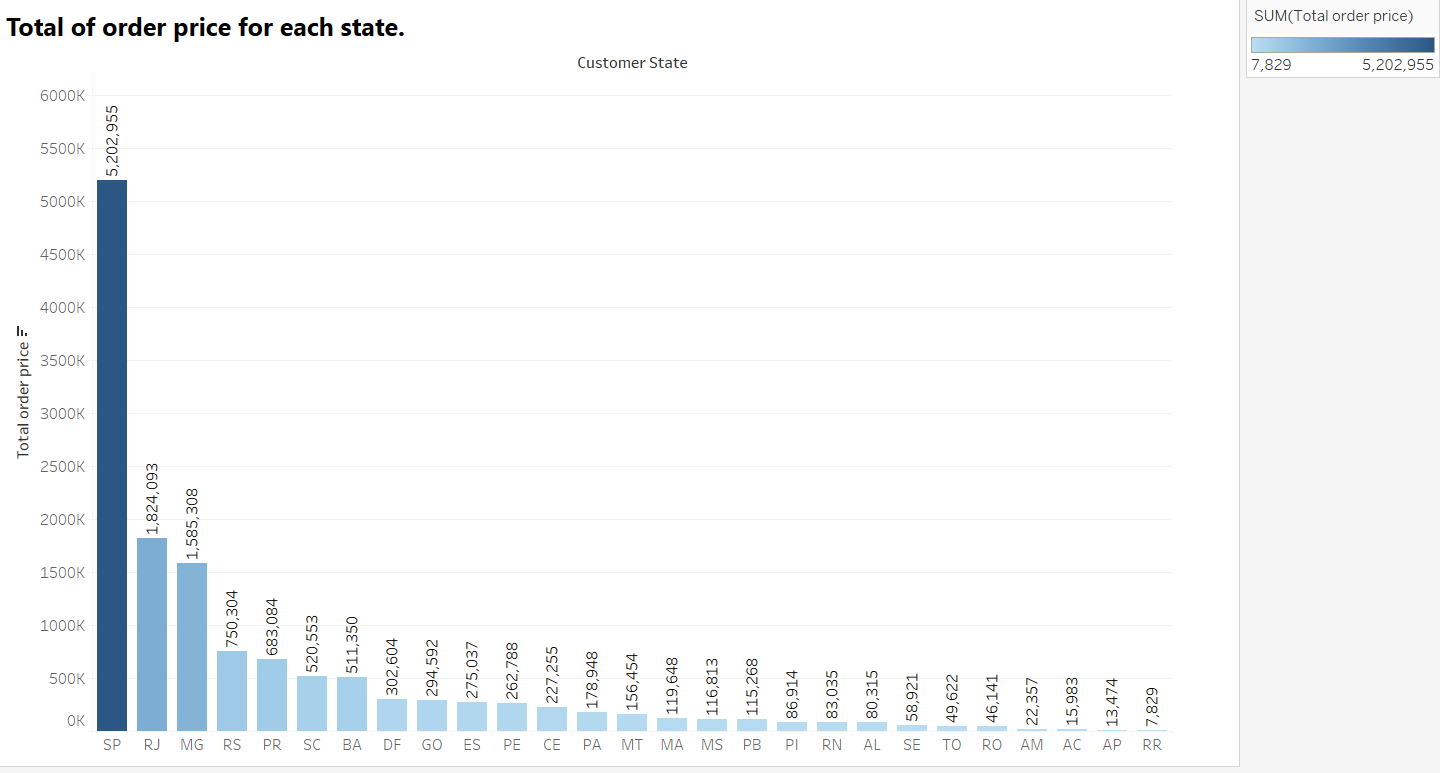 Total of order price for each state.
SUM(Total order price)
7,829 5,202,955
Customer State
Total order price
6000K
5500K
5000K
4500K
4000K
3500K
3000K
2500K
2000K
1500K
1000K
500K
0K
5,202,955
1,824,093
1,585,308
750,304
683,084
520,553
511,350
302,604
294,592
275,037
262,788
227,255
178,948
156,454
119,648
116,813
115,268
86,914
83,035
80,315
58,921
49,622
46,141
22,357
15,983
13,474
7,829
SP RJ MG RS PR SC BA DF GO ES PE CE PA MT MA MS PB PI RN AL SE TO RO AM AC AP RR